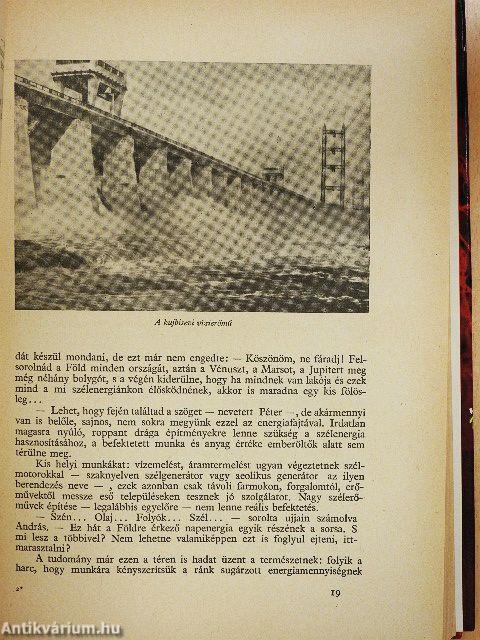 A kujbisevi vízierőmű
dát készül mondani, de ezt már nem engedte: — Köszönöm, ne fáradj! Fel-
sorolnád a Föld minden országát, aztán a Vénuszt, a Marsot, a Jupitert meg
még néhány bolygót, s a végén kiderülne, hogy ha mindnek van lakója és ezek
mind a mi szélenergiánkon élősködnének, akkor is maradna egy kis fölös-
leg...
— Lehet, hogy fején találtad a szöget — nevetett Péter —, de akármennyi
van is belőle, sajnos, nem sokra megyünk ezzel az energiafajtával. Irdatlan
magasra nyúló, roppant drága építményekre lenne szükség a szélenergia
hasznosításához, a befektetett munka és anyag értéke emberöltők alatt sem
térülne meg.
Kis helyi munkákat: vízemelést, áramtermelést ugyan végeztetnek szél-
motorokkal — szaknyelven szélgenerátor vagy aeolikus generátor az ilyen
berendezés neve —, ezek azonban csak távoli farmokon, forgalomtól, erő-
művektől messze eső településeken tesznek jó szolgálatot. Nagy szélerő-
művek építése — legalábbis egyelőre — nem lenne reális befektetés.
— Szén... Olaj... Folyók... Szél... — sorolta ujjain számolva
András. — Ez hát a Földre érkező napenergia egyik részének a sorsa. S
mi lesz a többivel? Nem lehetne valamiképpen ezt is foglyul ejteni, itt-
marasztalni?
A tudomány már ezen a téren is hadat üzent a természetnek: folyik a
harc, hogy munkára kényszerítsük a ránk sugárzott energiamennyiségnek
2*
19
Antikvárium.hu